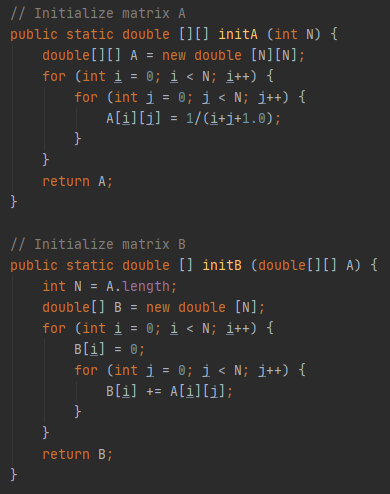 // Initialize matrix A
public static double [][] initA (int N) {
    double[][] A = new double [N][N];
    for (int i = 0; i < N; i++) {
        for (int j = 0; j < N; j++) {
            A[i][j] = 1/(i+j+1.0);
        }
    }
    return A;
}

// Initialize matrix B
public static double [] initB (double[][] A) {
    int N = A.length;
    double[] B = new double [N];
    for (int i = 0; i < N; i++) {
        B[i] = 0;
        for (int j = 0; j < N; j++) {
            B[i] += A[i][j];
        }
    }
    return B;
}